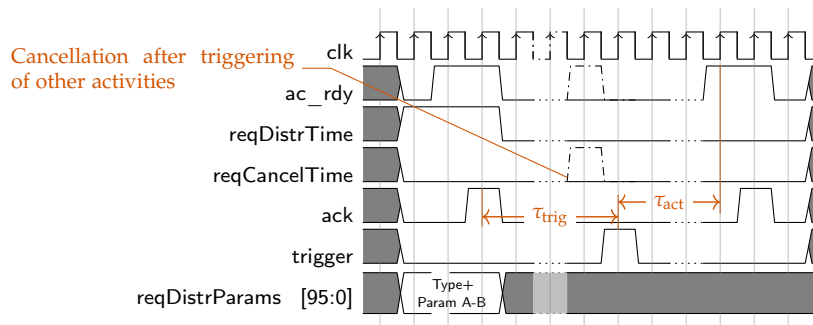 clk
Cancellation after triggering
of other activities
ac_rdy
reqDistrTime
reqCancelTime
ack
τtrig
τact
trigger
reqDistrParams [95:0]
Type+
Param A-B